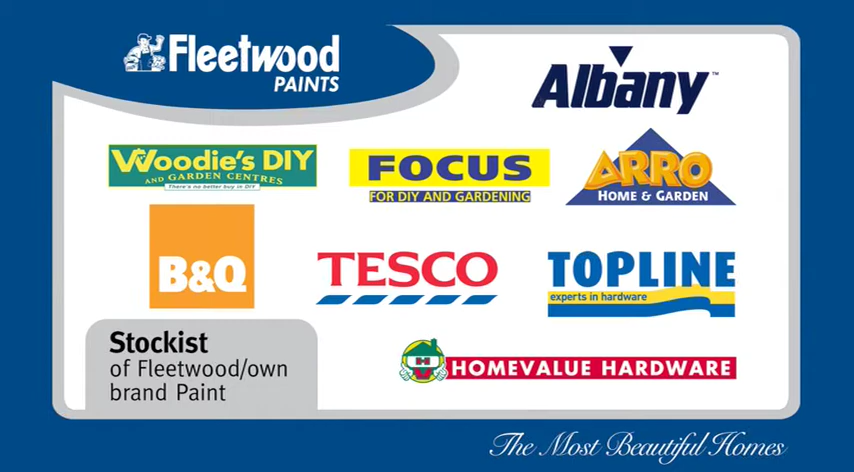 Fleetwood
PAINTS
Albany™
Woodie's DIY
AND GARDEN CENTRES
There's no better buy in DIY
FOCUS
FOR DIY AND GARDENING
ARRO
HOME & GARDEN
B&Q
TESCO
TOPLINE
experts in hardware
Stockist
of Fleetwood/own
brand Paint
HOMEVALUE HARDWARE
The Most Beautiful Homes